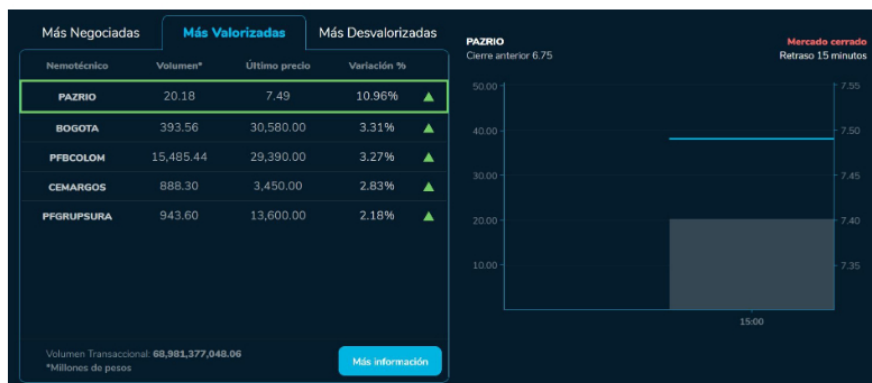 Más Negociadas Más Valorizadas Más Desvalorizadas
Nemotécnico Volumen* Último precio Variación %
PAZRIO 20.18 7.49 10.96% ▲
BOGOTA 393.56 30,580.00 3.31% ▲
PFBCOLOM 15,485.44 29,390.00 3.27% ▲
CEMARGOS 888.30 3,450.00 2.83% ▲
PFGRUPSURA 943.60 13,600.00 2.18% ▲
Volumen Transaccional: 68,981,377,048.06
*Millones de pesos
Más información
PAZRIO Mercado cerrado
Cierre anterior 6.75 Retraso 15 minutos
50.00 7.55
40.00 7.50
30.00 7.45
20.00 7.40
10.00 7.35
15:00